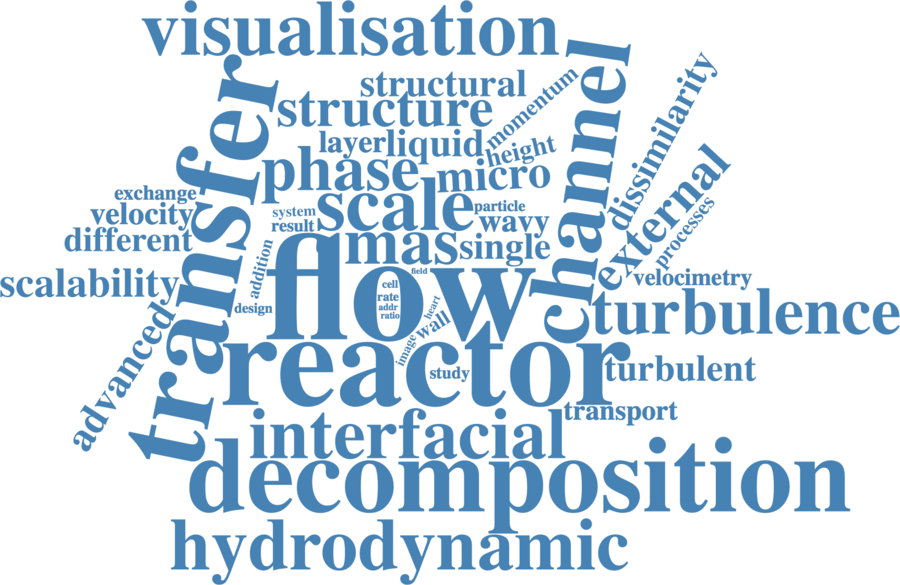 visualisation
transfer
channel
structural
structure
momentum
dissimilarity
layer
liquid
height
phase
micro
external
exchange
velocity
different
system
result
scale
particle
wavy
processes
mas
single
scalability
addition
design
flow
field
cell
rate
addr
ratio
heart
wall
image
velocimetry
turbulence
advanced
reactor
study
turbulent
transport
interfacial
decomposition
hydrodynamic